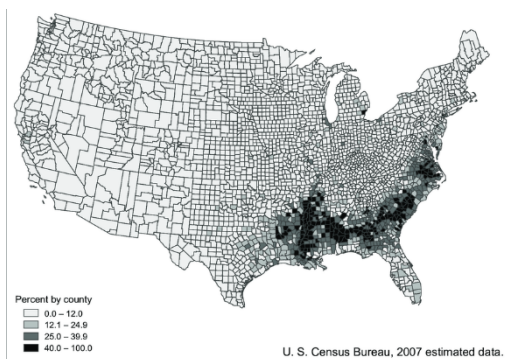 Percent by county
0.0 – 12.0
12.1 – 24.9
25.0 – 39.9
40.0 – 100.0
U. S. Census Bureau, 2007 estimated data.